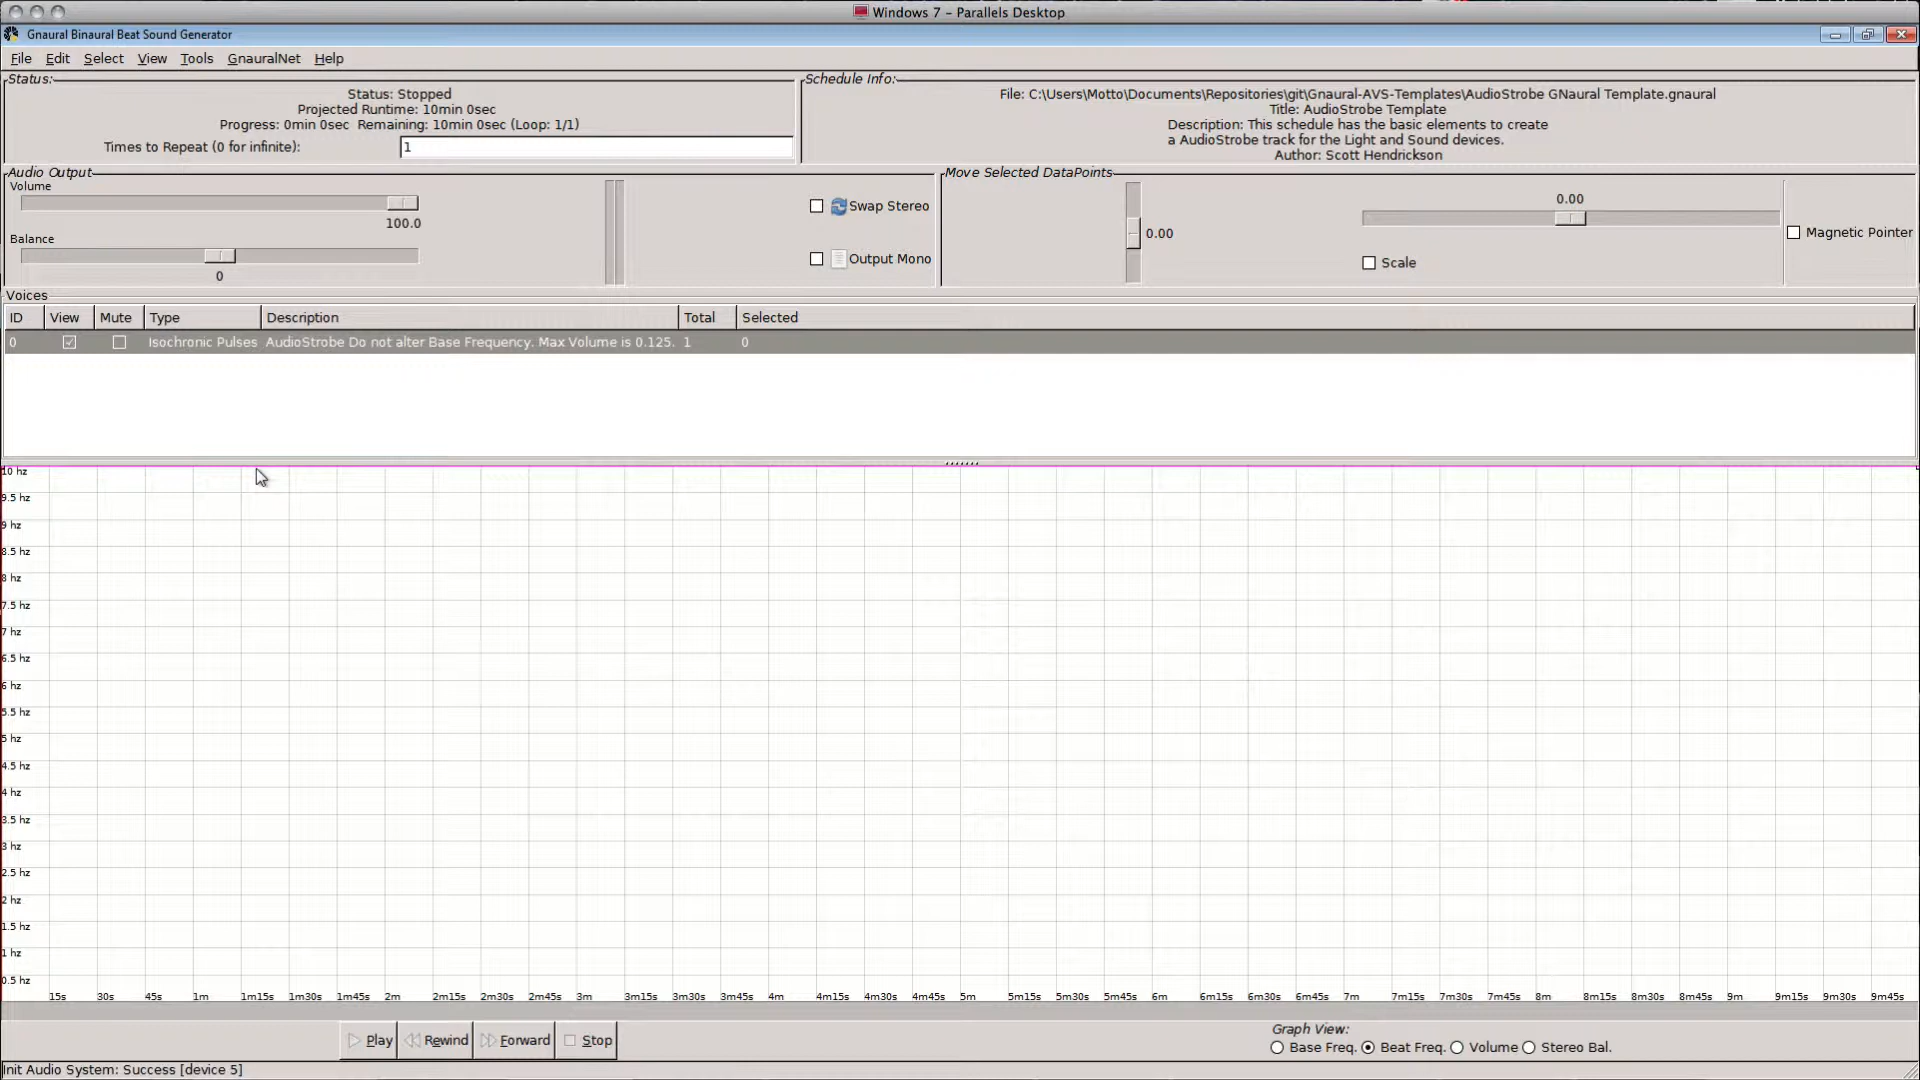 Windows 7 – Parallels Desktop
Gnaural Binaural Beat Sound Generator
File Edit Select View Tools GnauralNet Help
Status:
Status: Stopped
Projected Runtime: 10min 0sec
Progress: 0min 0sec Remaining: 10min 0sec (Loop: 1/1)
Times to Repeat (0 for infinite): 1
Schedule Info:
File: C:\Users\Motto\Documents\Repositories\git\Gnaural-AVS-Templates\AudioStrobe GNaural Template.gnaural
Title: AudioStrobe Template
Description: This schedule has the basic elements to create
a AudioStrobe track for the Light and Sound devices.
Author: Scott Hendrickson
Audio Output
Volume
100.0
Balance
0
Swap Stereo
Output Mono
Move Selected DataPoints
0.00
0.00
Scale
Magnetic Pointer
Voices
ID View Mute Type Description Total Selected
0 Isochronic Pulses AudioStrobe Do not alter Base Frequency. Max Volume is 0.125. 1 0
10 hz
9.5 hz
9 hz
8.5 hz
8 hz
7.5 hz
7 hz
6.5 hz
6 hz
5.5 hz
5 hz
4.5 hz
4 hz
3.5 hz
3 hz
2.5 hz
2 hz
1.5 hz
1 hz
0.5 hz
15s 30s 45s 1m 1m15s 1m30s 1m45s 2m 2m15s 2m30s 2m45s 3m 3m15s 3m30s 3m45s 4m 4m15s 4m30s 4m45s 5m 5m15s 5m30s 5m45s 6m 6m15s 6m30s 6m45s 7m 7m15s 7m30s 7m45s 8m 8m15s 8m30s 8m45s 9m 9m15s 9m30s 9m45s
Play Rewind Forward Stop
Graph View:
Base Freq. Beat Freq. Volume Stereo Bal.
Init Audio System: Success [device 5]